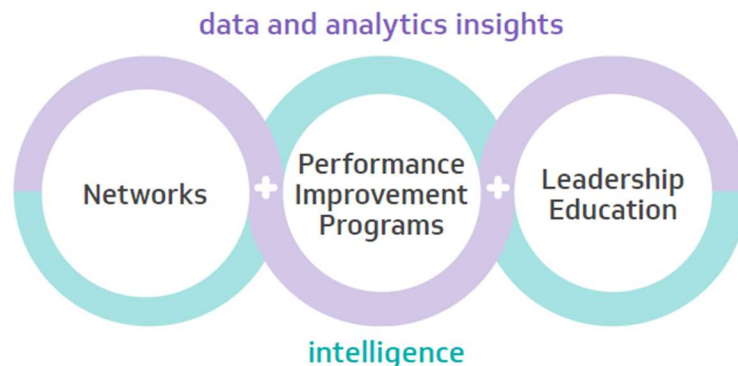 data and analytics insights
Networks
+
Performance
Improvement
Programs
+
Leadership
Education
intelligence